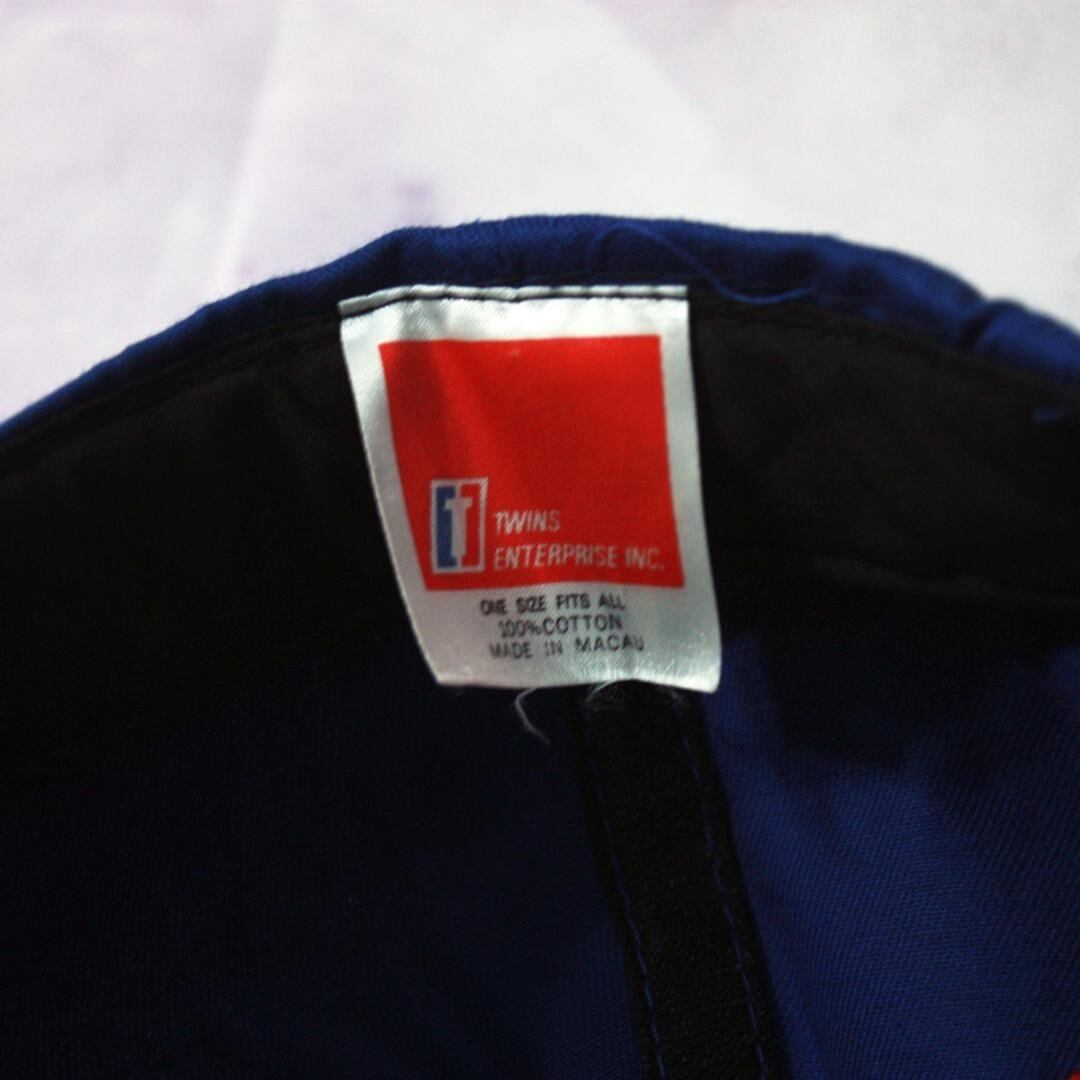 TWINS
ENTERPRISE INC.
ONE SIZE FITS ALL
100%COTTON
MADE IN MACAU